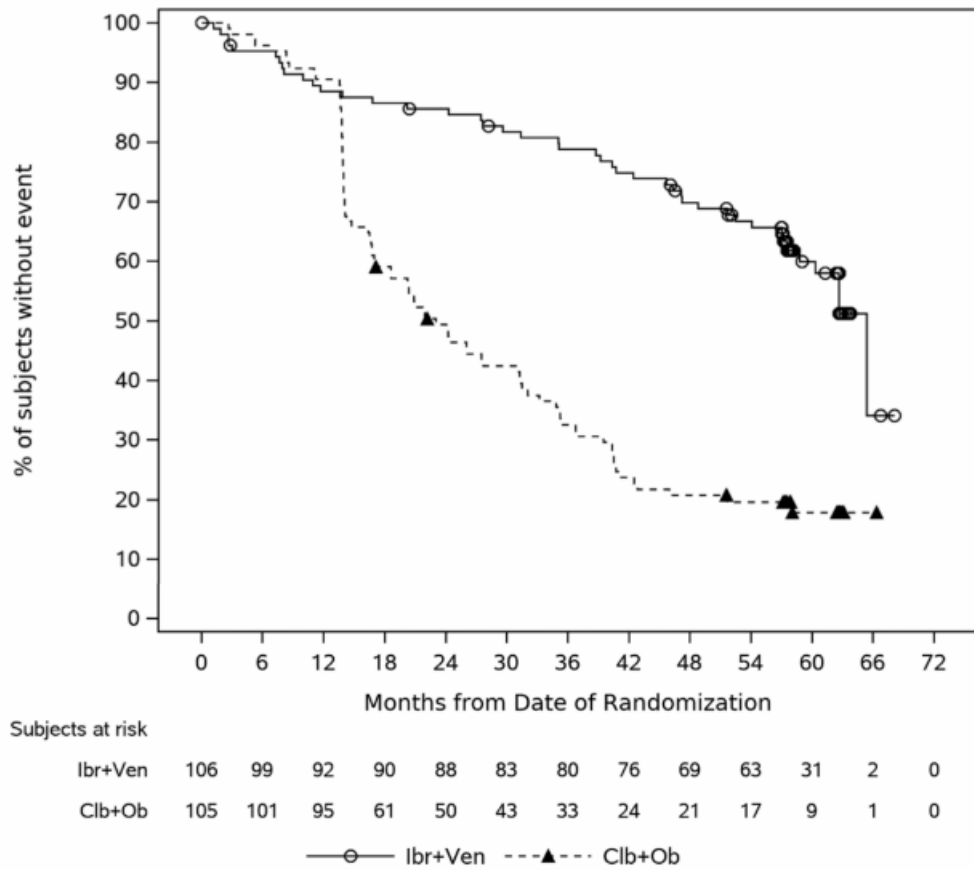 100
90
80
70
60
50
40
30
20
10
0
% of subjects without event
0 6 12 18 24 30 36 42 48 54 60 66 72
Months from Date of Randomization
Subjects at risk
Ibr+Ven 106 99 92 90 88 83 80 76 69 63 31 2 0
Clb+Ob 105 101 95 61 50 43 33 24 21 17 9 1 0
Ibr+Ven Clb+Ob